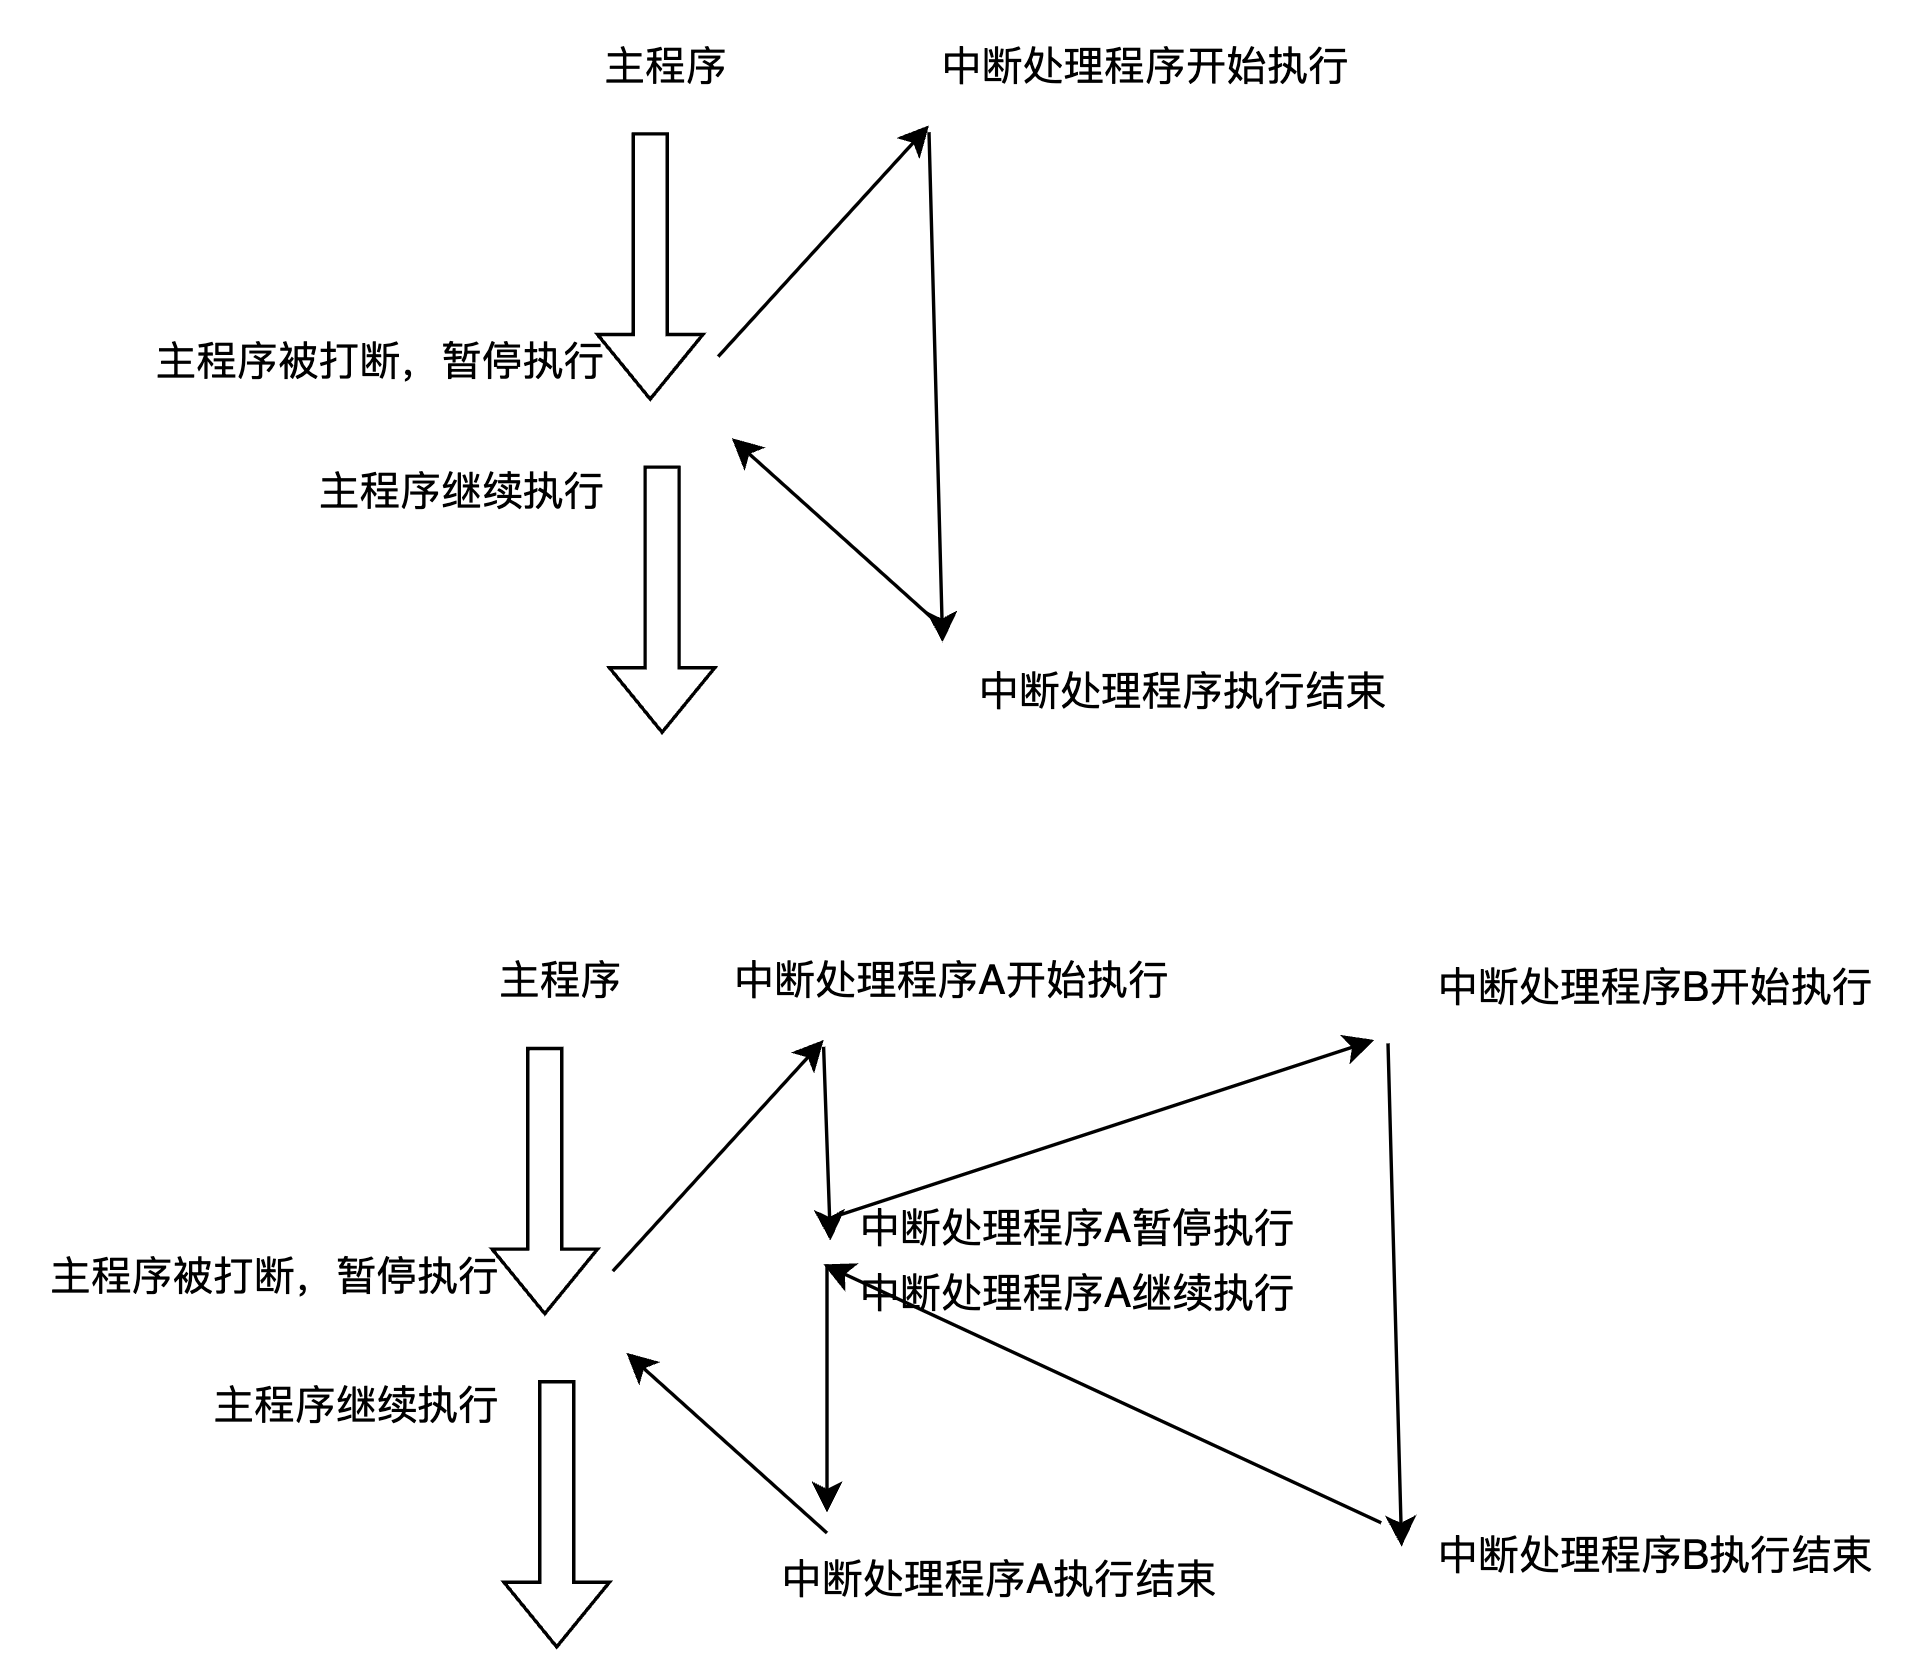 主程序
中断处理程序开始执行
主程序被打断，暂停执行
主程序继续执行
中断处理程序执行结束
主程序
中断处理程序A开始执行
中断处理程序B开始执行
中断处理程序A暂停执行
主程序被打断，暂停执行
中断处理程序A继续执行
主程序继续执行
中断处理程序B执行结束
中断处理程序A执行结束